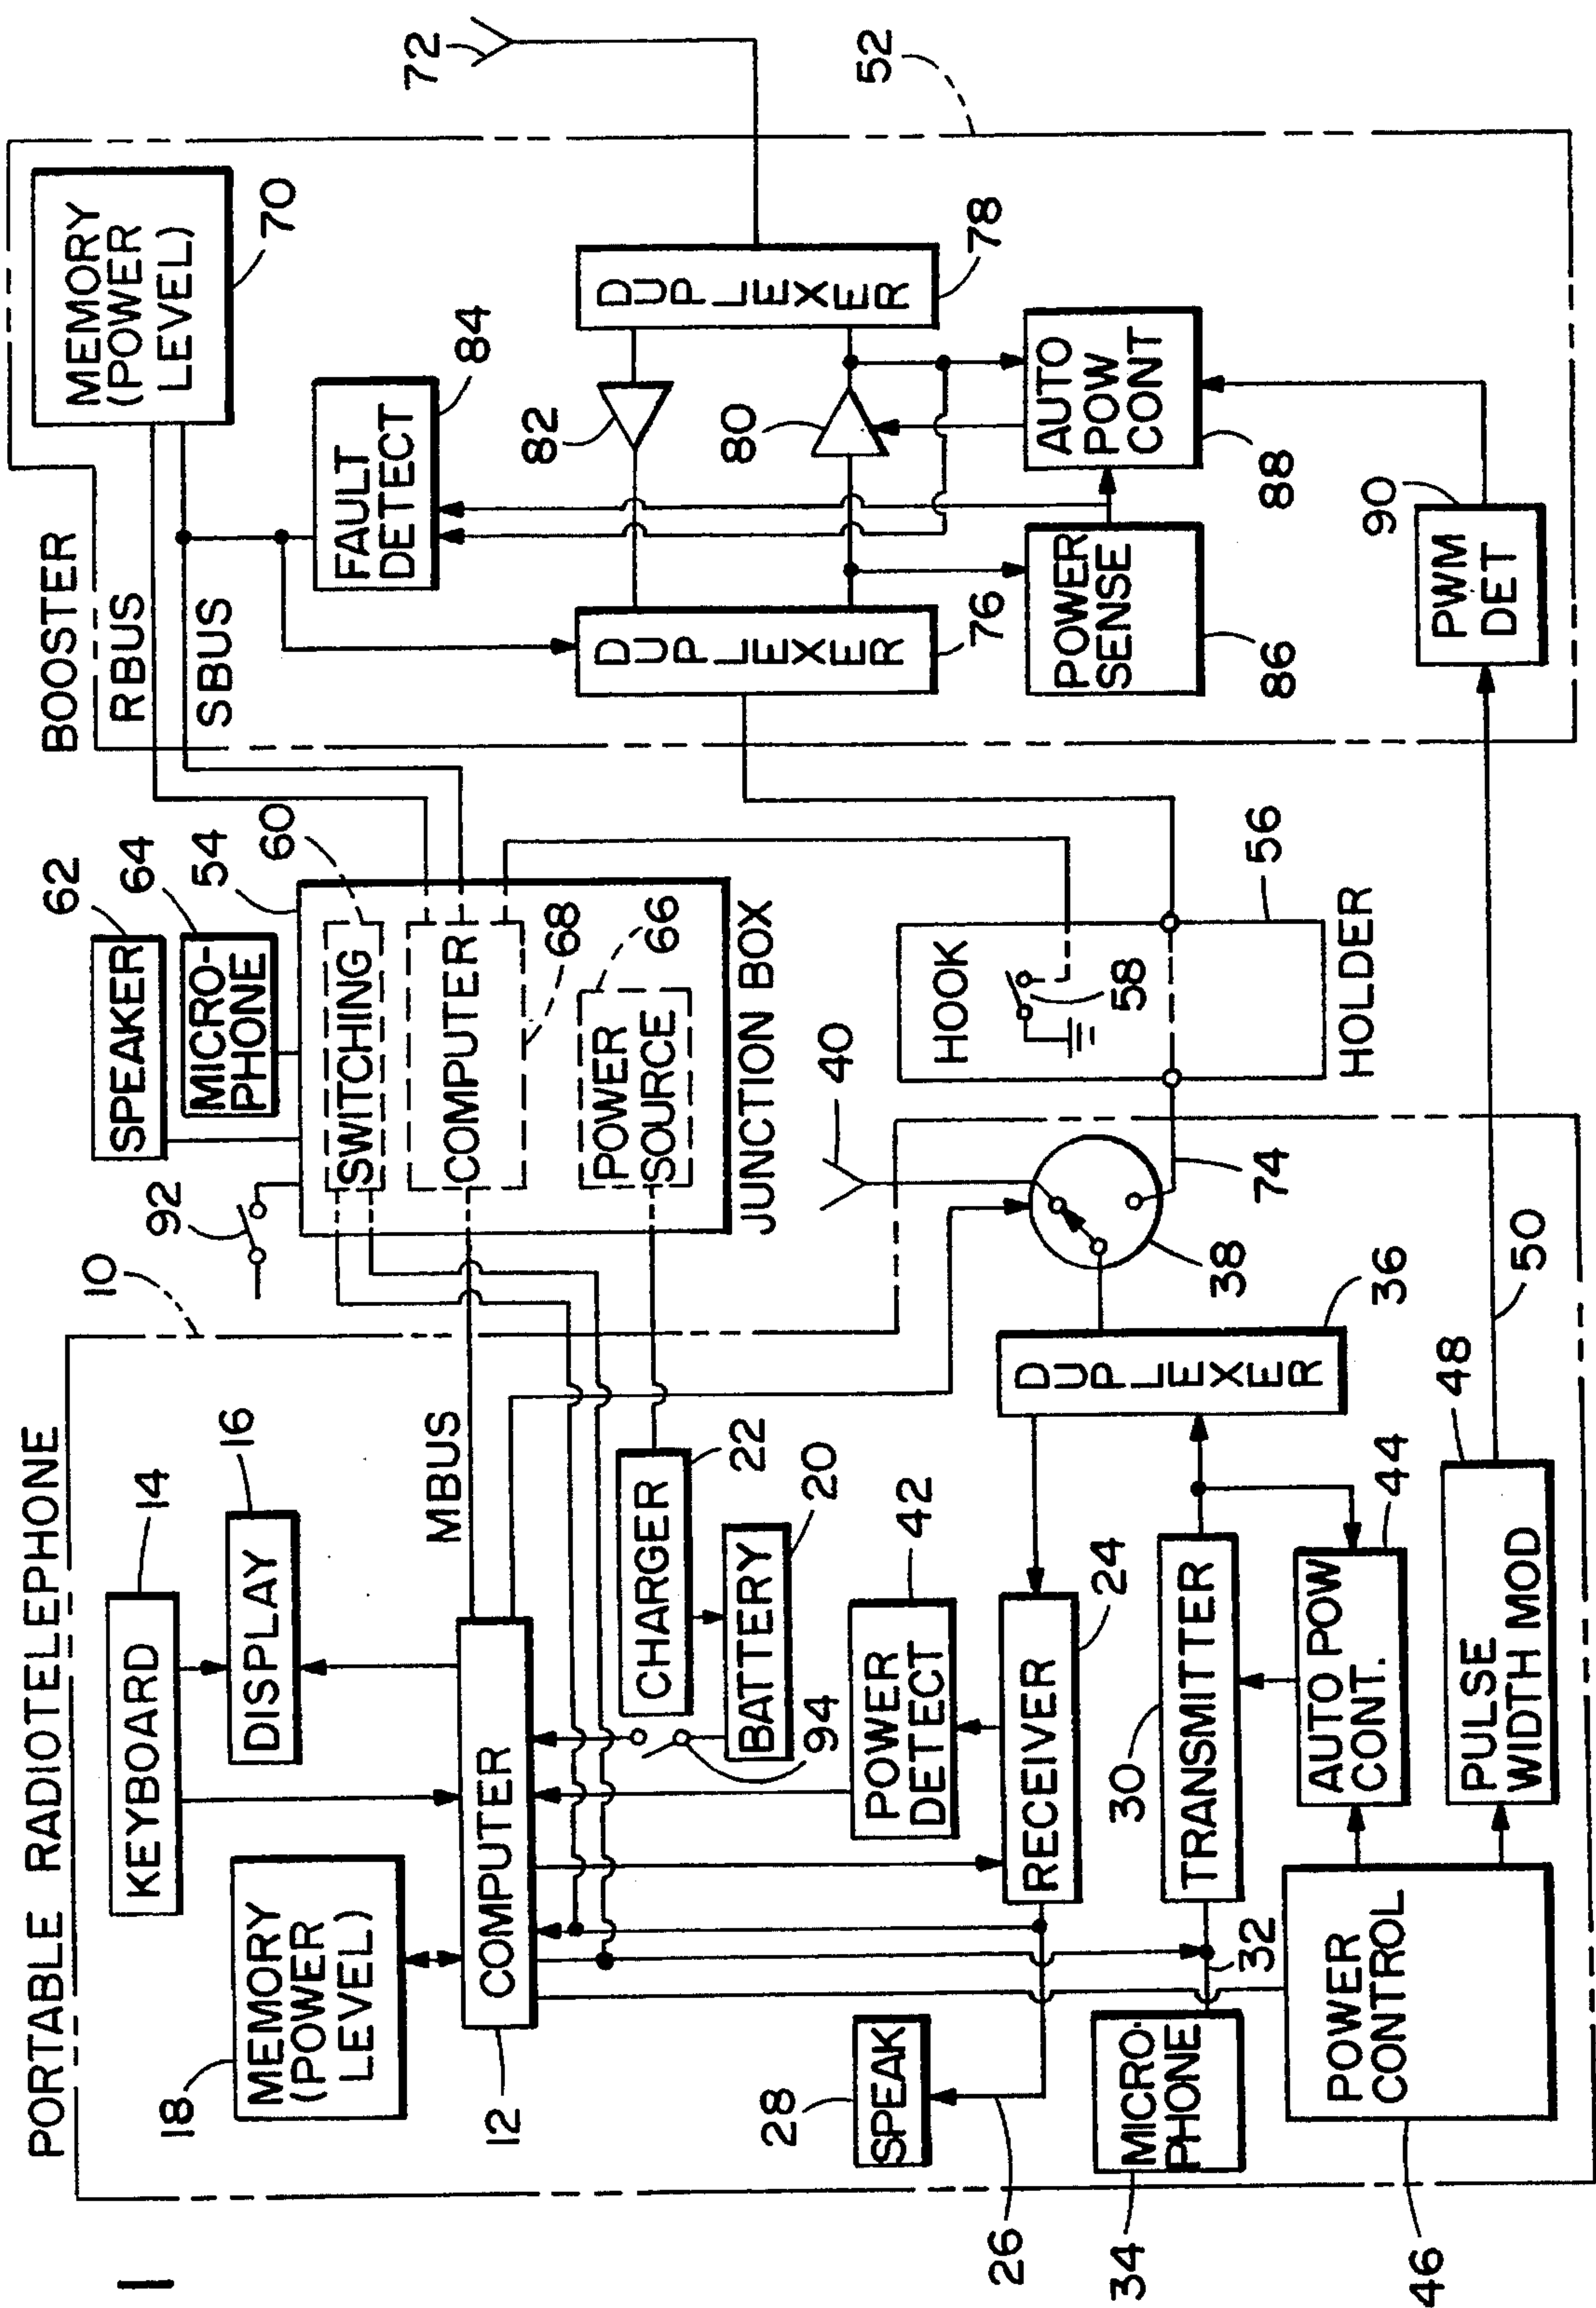 PORTABLE RADIOTELEPHONE
10
KEYBOARD
14
DISPLAY
16
MEMORY
(POWER
LEVEL)
18
COMPUTER
12
MBUS
CHARGER
22
BATTERY
20
94
POWER
DETECT
42
RECEIVER
24
SPEAK
28
26
TRANSMITTER
30
32
MICRO-
PHONE
34
AUTO POW
CONT.
44
POWER
CONTROL
46
PULSE
WIDTH MOD
48
50
DUPLEXER
36
38
40
74
92
SPEAKER
62
MICRO-
PHONE
64
54
SWITCHING
60
COMPUTER
68
POWER
SOURCE
66
JUNCTION BOX
HOOK
58
HOLDER
56
BOOSTER
52
RBUS
SBUS
MEMORY
(POWER
LEVEL)
70
72
FAULT
DETECT
84
DUPLEXER
76
DUPLEXER
78
82
80
POWER
SENSE
86
AUTO
POW
CONT
88
PWM
DET
90
1